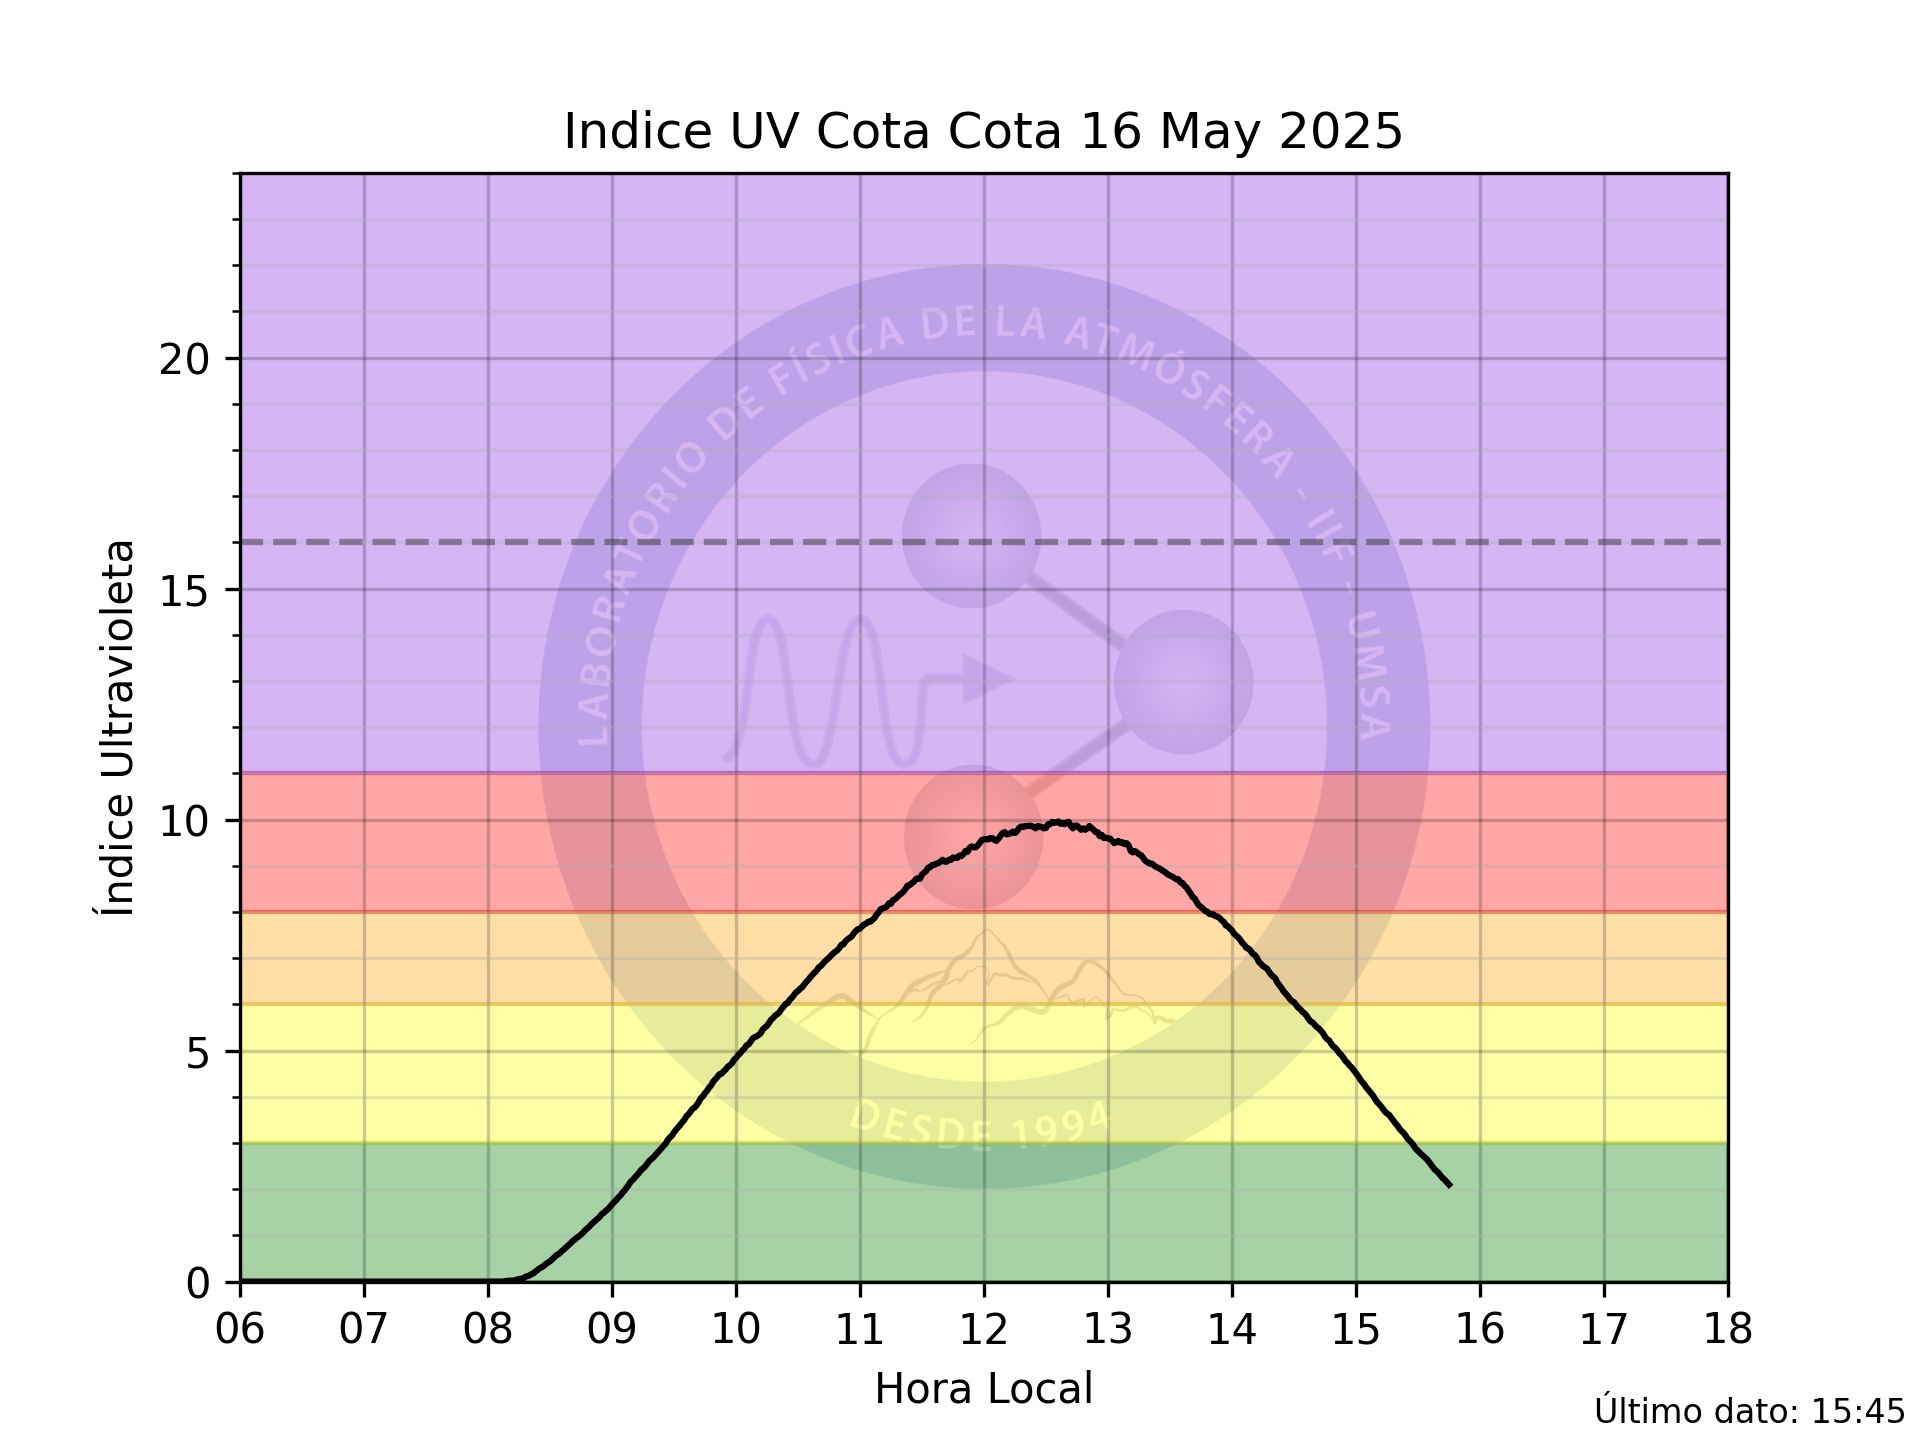 Indice UV Cota Cota 16 May 2025
Índice Ultravioleta
20
15
10
5
0
LABORATORIO DE FÍSICA DE LA ATMÓSFERA - IIF - UMSA
DESDE 1994
06 07 08 09 10 11 12 13 14 15 16 17 18
Hora Local
Último dato: 15:45